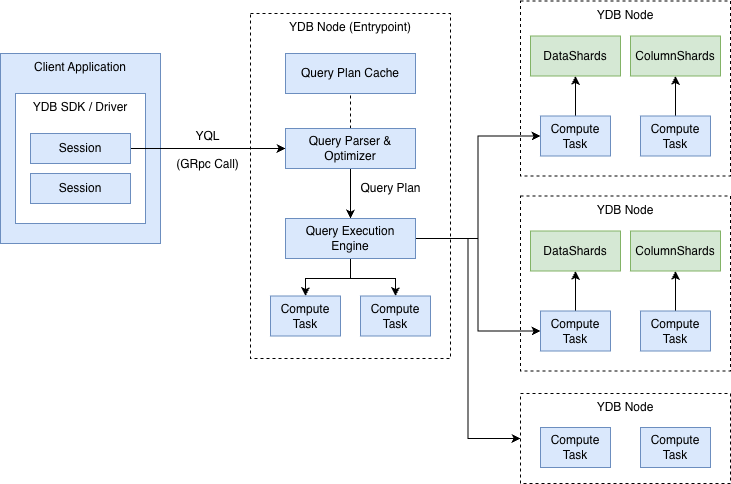 Client Application
YDB SDK / Driver
Session
Session
YQL
(GRpc Call)
YDB Node (Entrypoint)
Query Plan Cache
Query Parser &
Optimizer
Query Plan
Query Execution
Engine
Compute
Task
Compute
Task
YDB Node
DataShards
ColumnShards
Compute
Task
Compute
Task
YDB Node
DataShards
ColumnShards
Compute
Task
Compute
Task
YDB Node
Compute
Task
Compute
Task